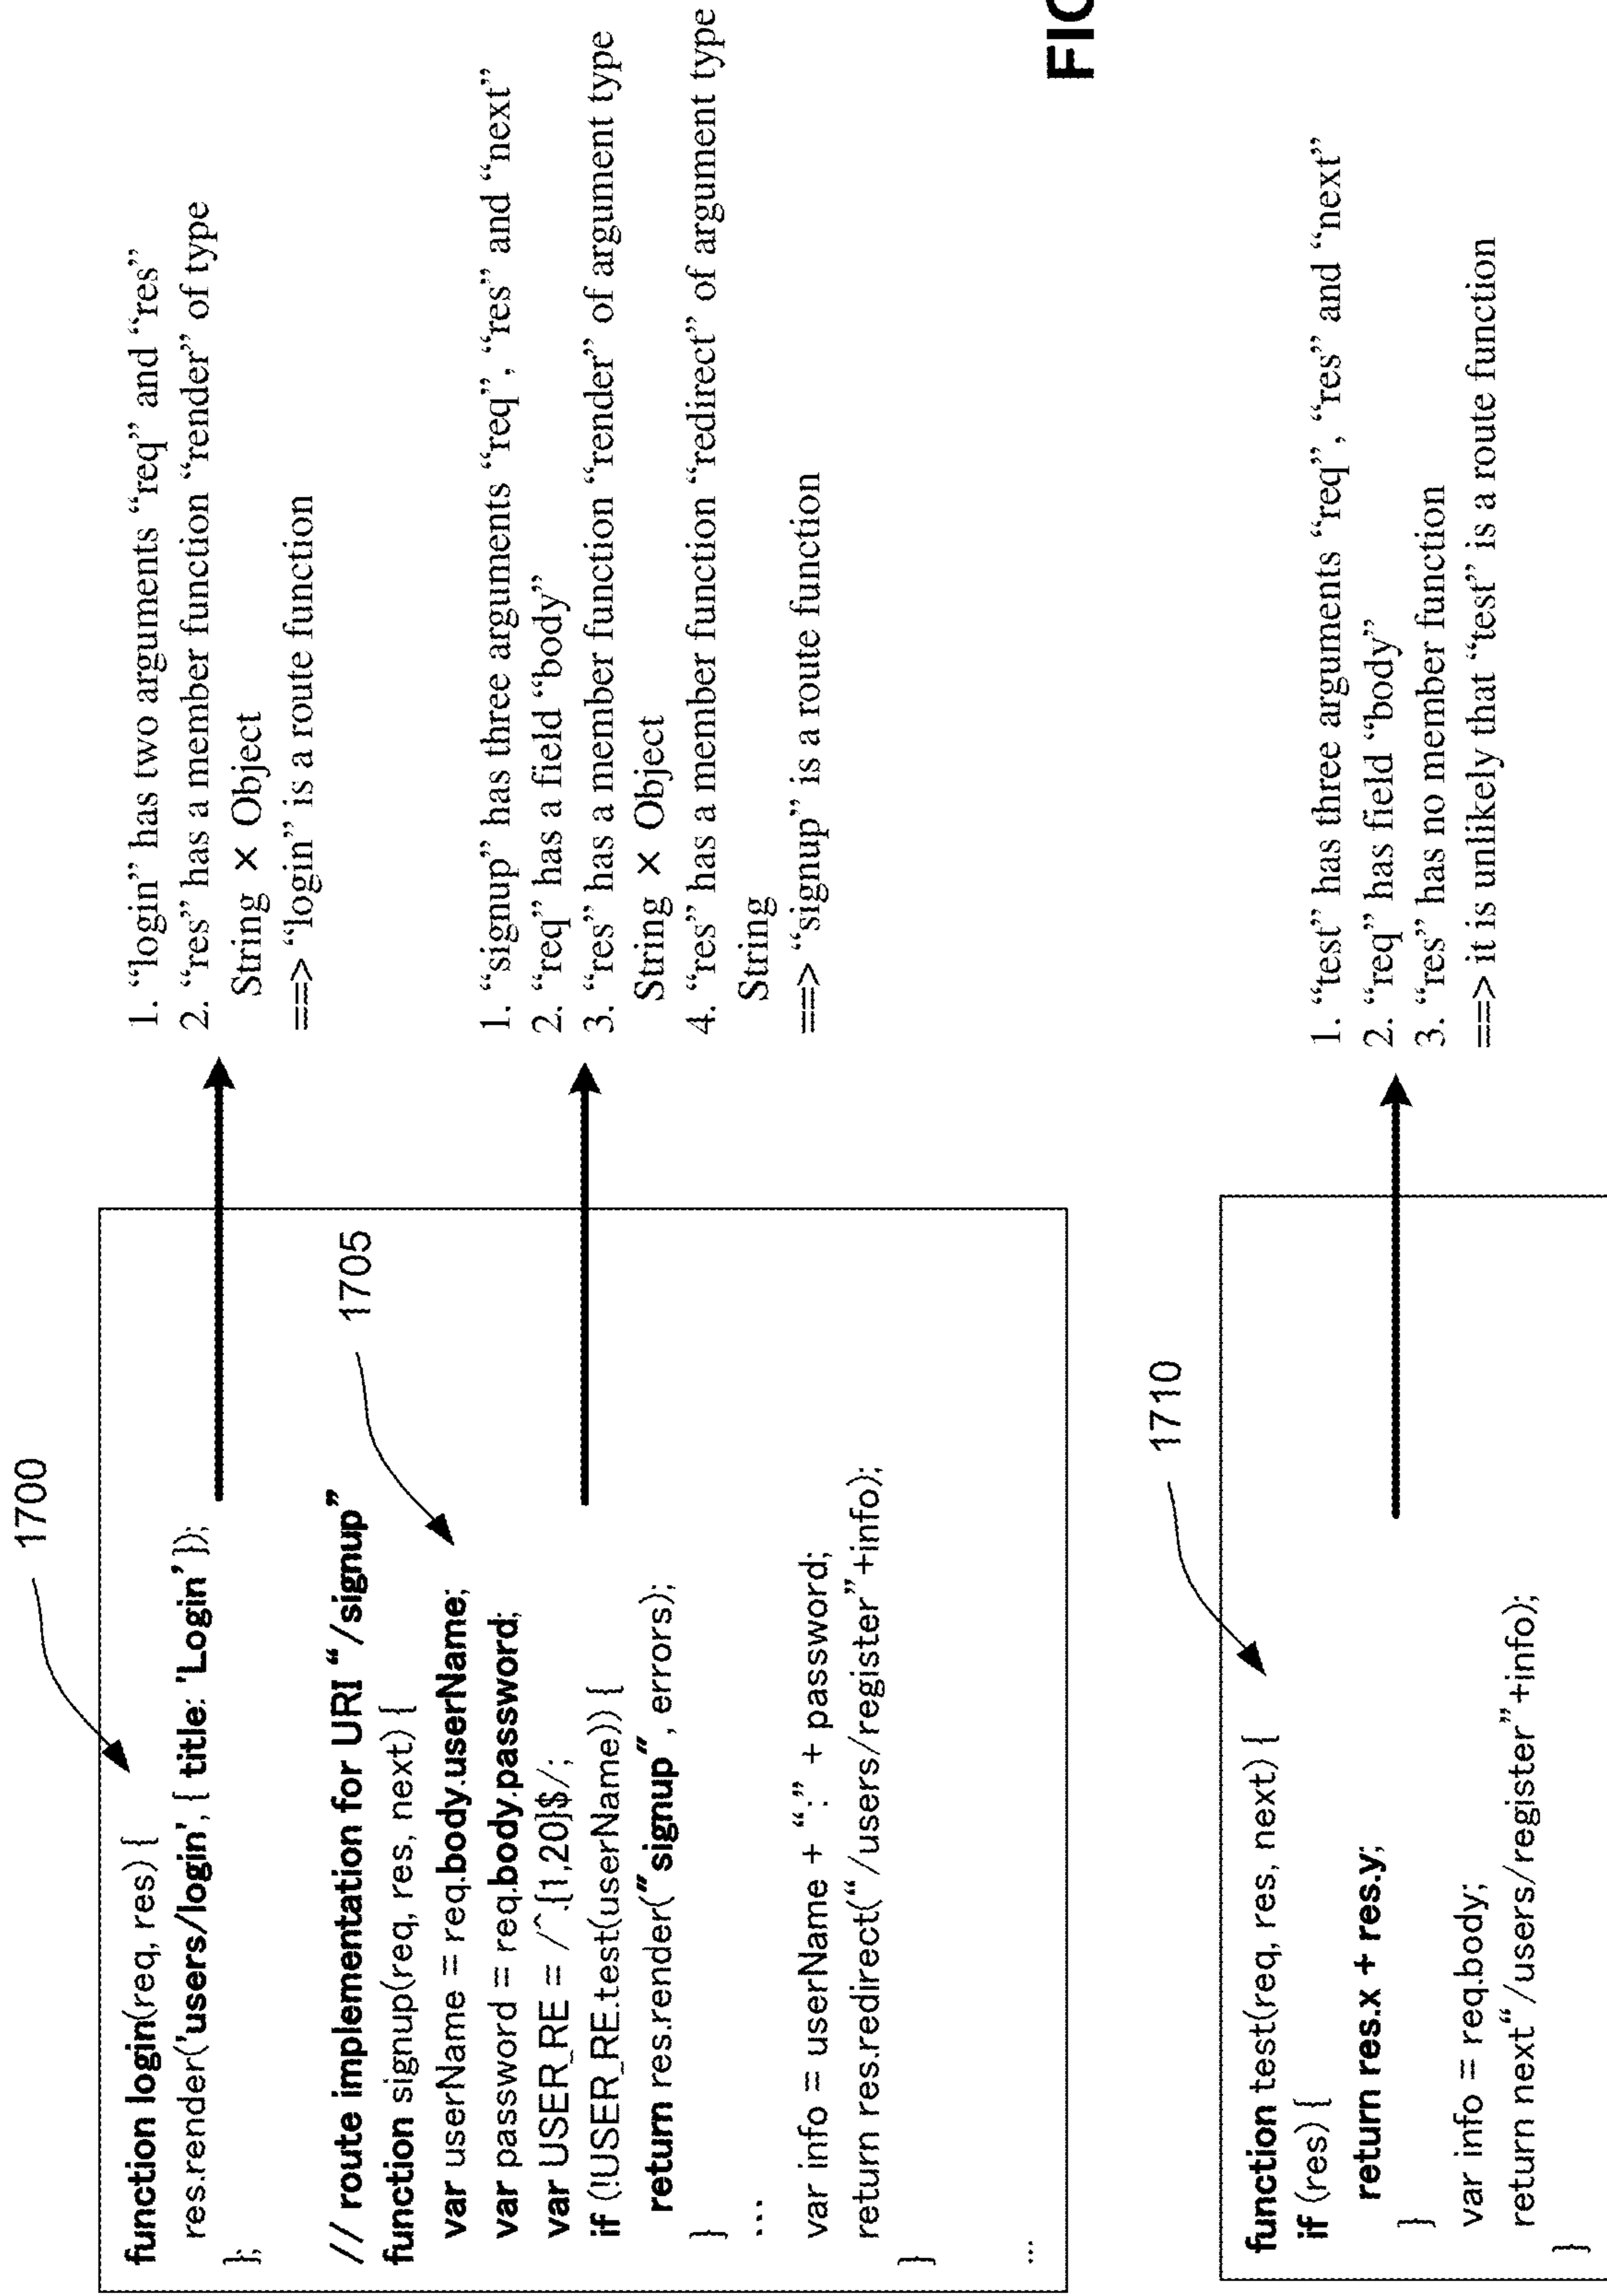 1700
function login(req, res) {
res.render('users/login', { title: 'Login' });
};
1705
// route implementation for URI “/signup”
function signup(req, res, next) {
var userName = req.body.userName;
var password = req.body.password;
var USER_RE = /^.{1,20}$/;
if (!USER_RE.test(userName)) {
return res.render(″signup″, errors);
}
...
var info = userName + “:” + password;
return res.redirect(“/users/register”+info);
}
...
1. “login” has two arguments “req” and “res”
2. “res” has a member function “render” of type
String × Object
==> “login” is a route function
1. “signup” has three arguments “req”, “res” and “next”
2. “req” has a field “body”
3. “res” has a member function “render” of argument type
String × Object
4. “res” has a member function “redirect” of argument type
String
==> “signup” is a route function
1710
function test(req, res, next) {
if (res) {
return res.x + res.y;
}
var info = req.body;
return next“/users/register”+info);
}
1. “test” has three arguments “req”, “res” and “next”
2. “req” has field “body”
3. “res” has no member function
==> it is unlikely that “test” is a route function